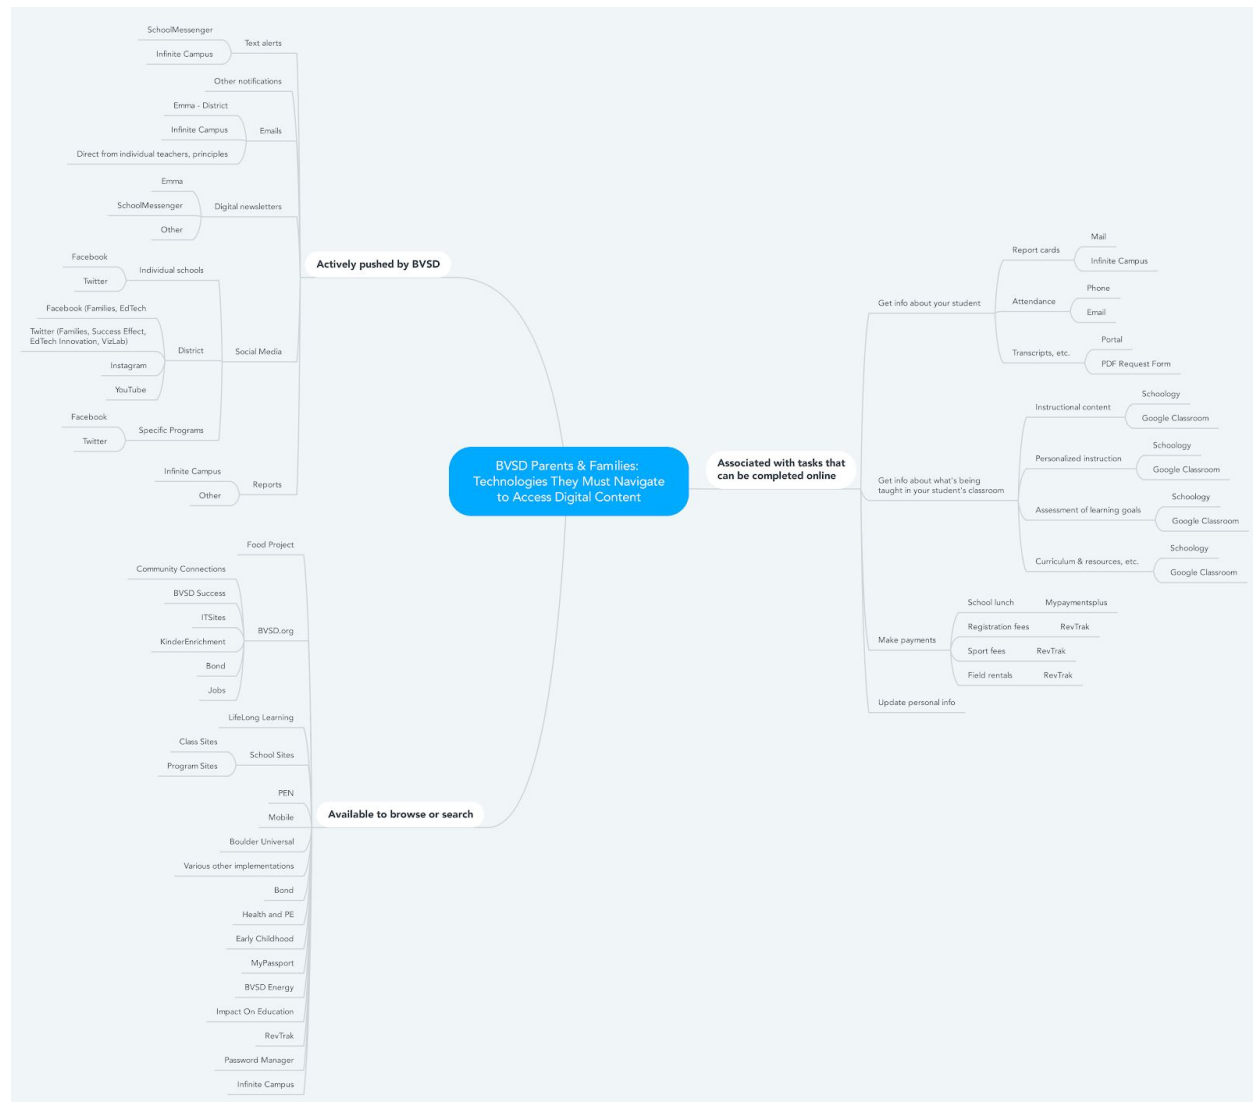 SchoolMessenger
Infinite Campus
Text alerts
Other notifications
Emma - District
Infinite Campus
Direct from individual teachers, principles
Emails
Emma
SchoolMessenger
Other
Digital newsletters
Actively pushed by BVSD
Facebook
Twitter
Individual schools
Facebook (Families, EdTech
Twitter (Families, Success Effect,
EdTech Innovation, VizLab)
Instagram
YouTube
District
Social Media
Facebook
Twitter
Specific Programs
Infinite Campus
Other
Reports
BVSD Parents & Families:
Technologies They Must Navigate
to Access Digital Content
Food Project
Community Connections
BVSD Success
ITSites
KinderEnrichment
Bond
Jobs
BVSD.org
LifeLong Learning
Class Sites
Program Sites
School Sites
PEN
Mobile
Boulder Universal
Various other implementations
Bond
Health and PE
Early Childhood
MyPassport
BVSD Energy
Impact On Education
RevTrak
Password Manager
Infinite Campus
Available to browse or search
Associated with tasks that
can be completed online
Get info about your student
Report cards
Mail
Infinite Campus
Attendance
Phone
Email
Transcripts, etc.
Portal
PDF Request Form
Get info about what's being
taught in your student's classroom
Instructional content
Schoology
Google Classroom
Personalized instruction
Schoology
Google Classroom
Assessment of learning goals
Schoology
Google Classroom
Curriculum & resources, etc.
Schoology
Google Classroom
Make payments
School lunch Mypaymentsplus
Registration fees RevTrak
Sport fees RevTrak
Field rentals RevTrak
Update personal info